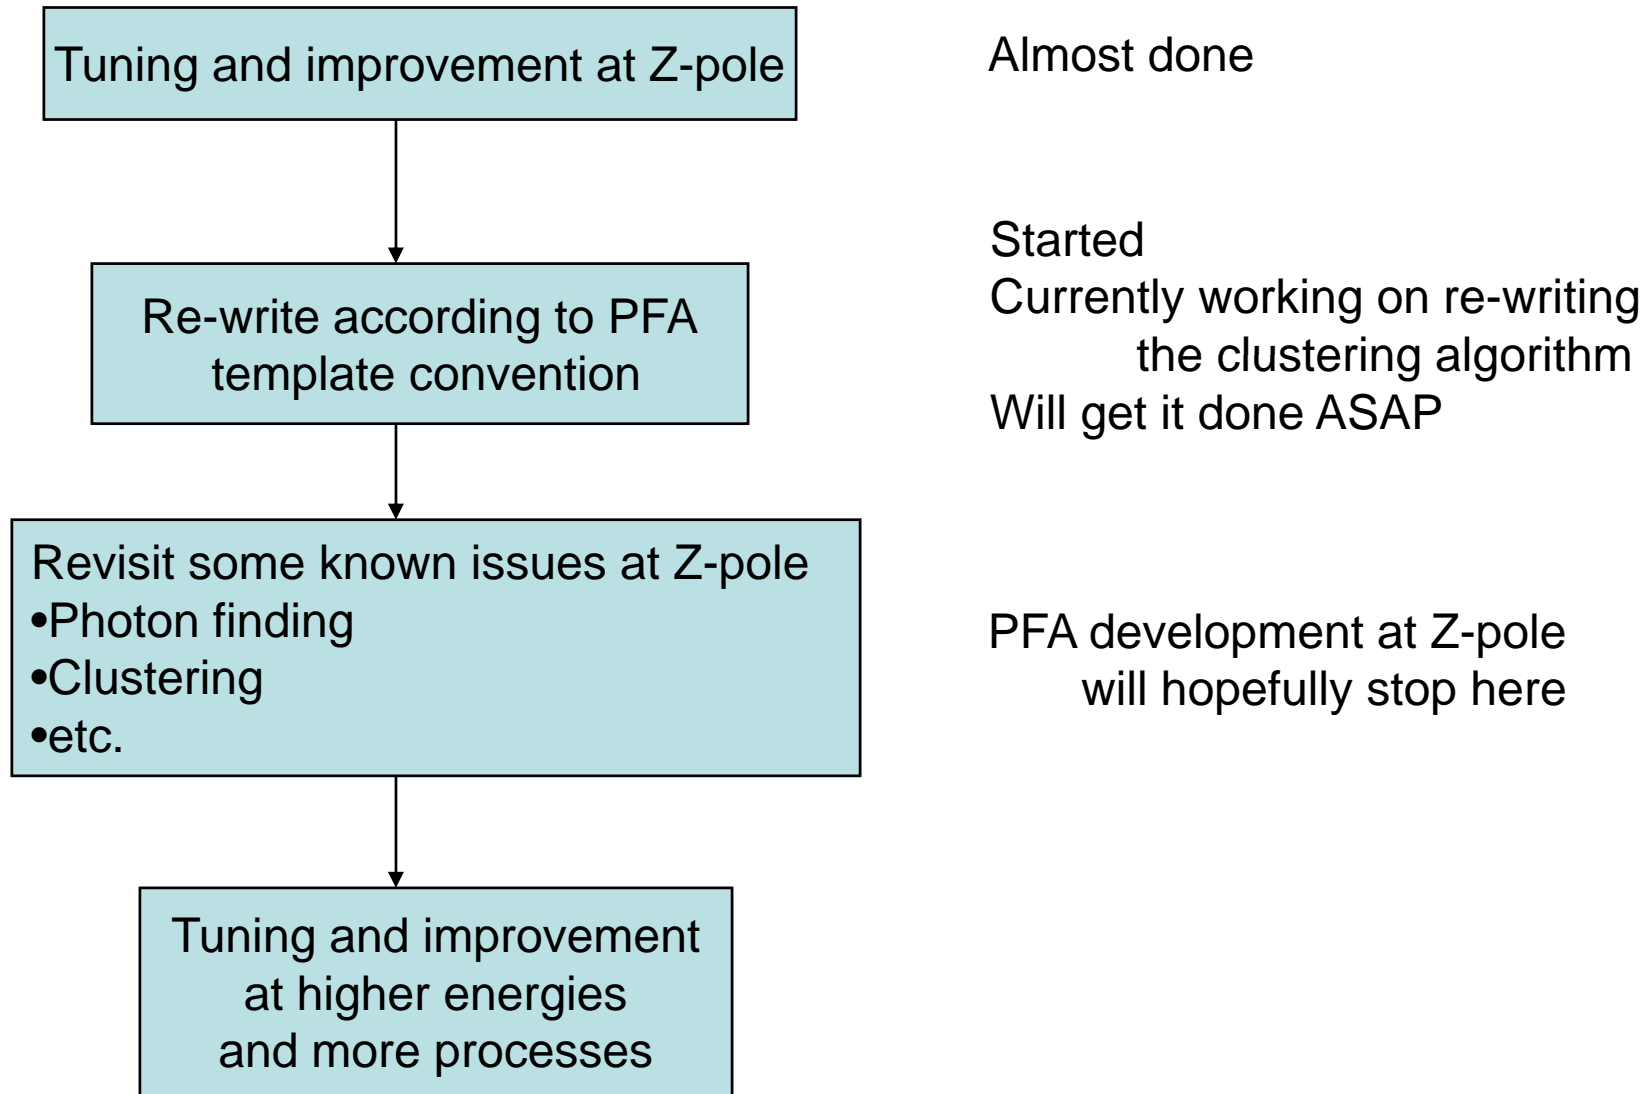 Tuning and improvement at Z-pole
Almost done
Re-write according to PFA
template convention
Started
Currently working on re-writing
the clustering algorithm
Will get it done ASAP
Revisit some known issues at Z-pole
•Photon finding
•Clustering
•etc.
PFA development at Z-pole
will hopefully stop here
Tuning and improvement
at higher energies
and more processes